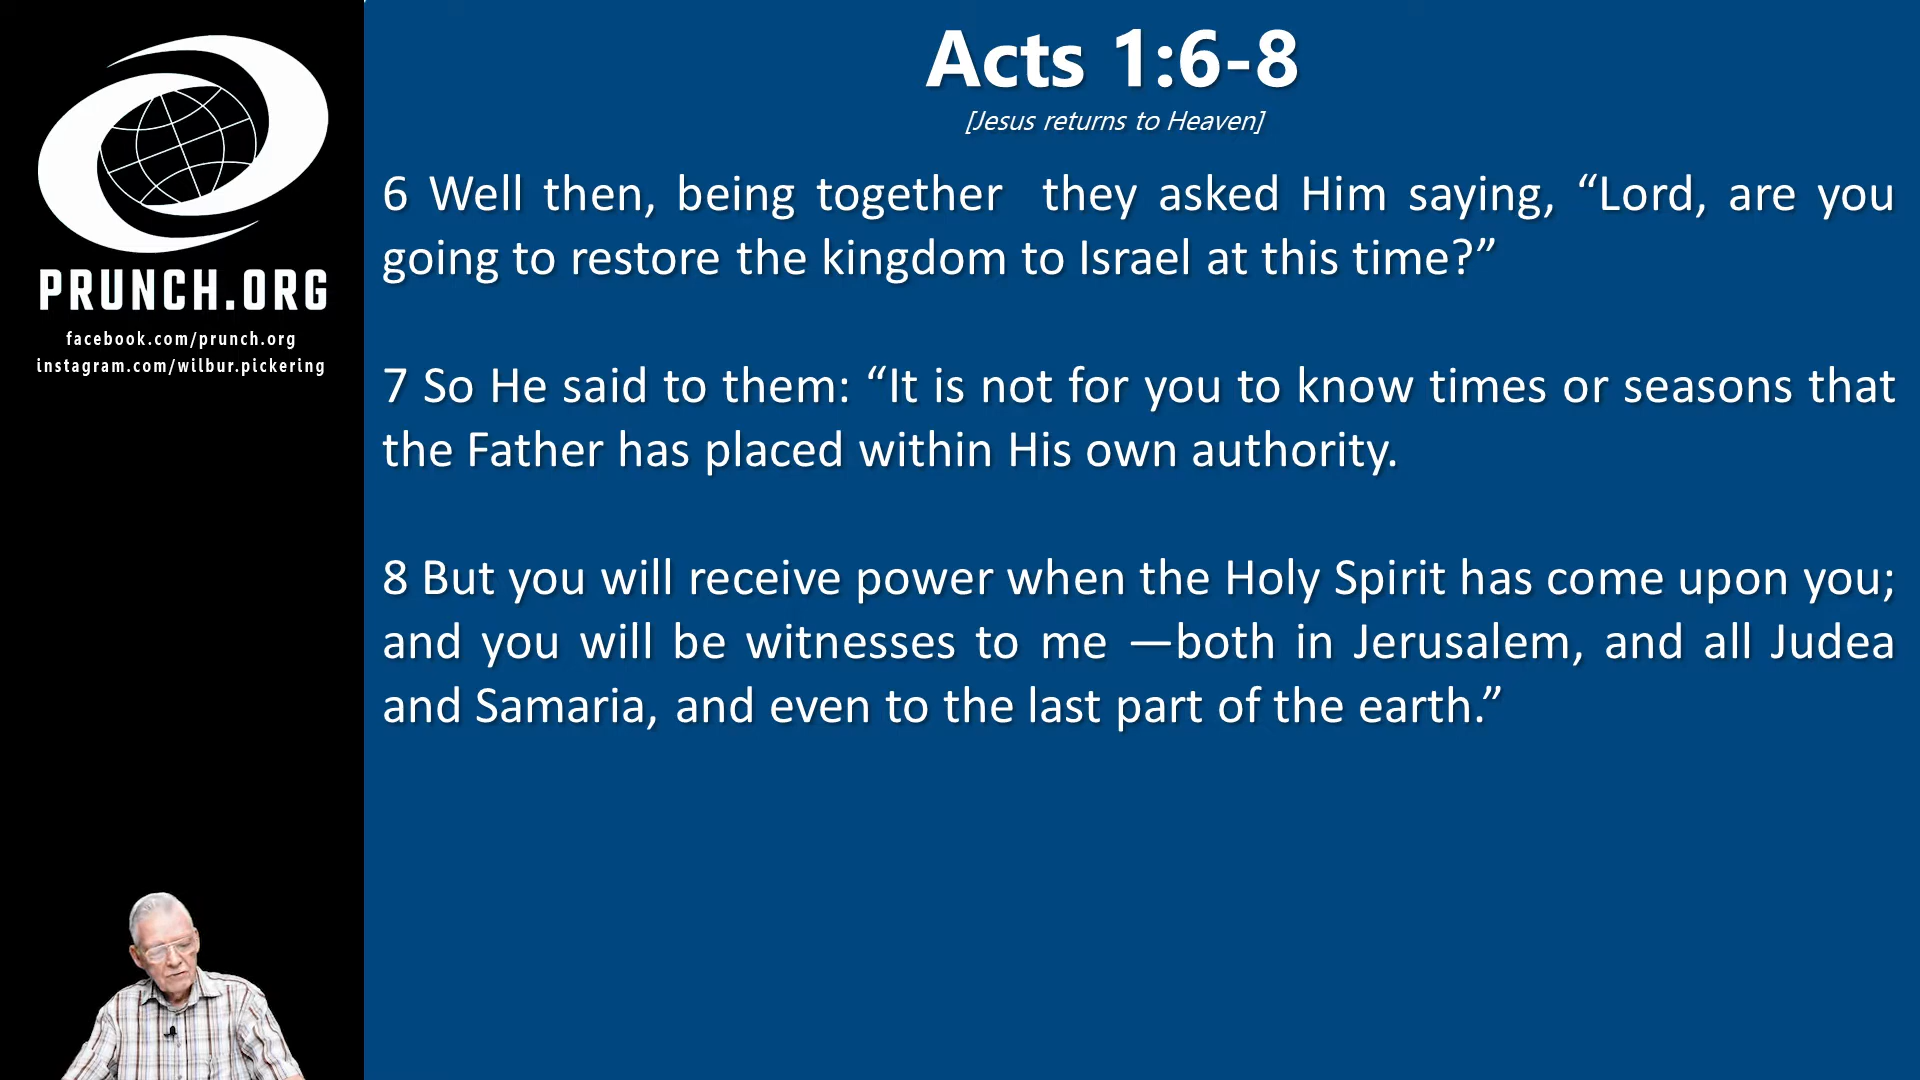 PRUNCH.ORG
facebook.com/prunch.org
instagram.com/wilbur.pickering
Acts 1:6-8
[Jesus returns to Heaven]
6 Well then, being together they asked Him saying, “Lord, are you
going to restore the kingdom to Israel at this time?”
7 So He said to them: “It is not for you to know times or seasons that
the Father has placed within His own authority.
8 But you will receive power when the Holy Spirit has come upon you;
and you will be witnesses to me —both in Jerusalem, and all Judea
and Samaria, and even to the last part of the earth.”